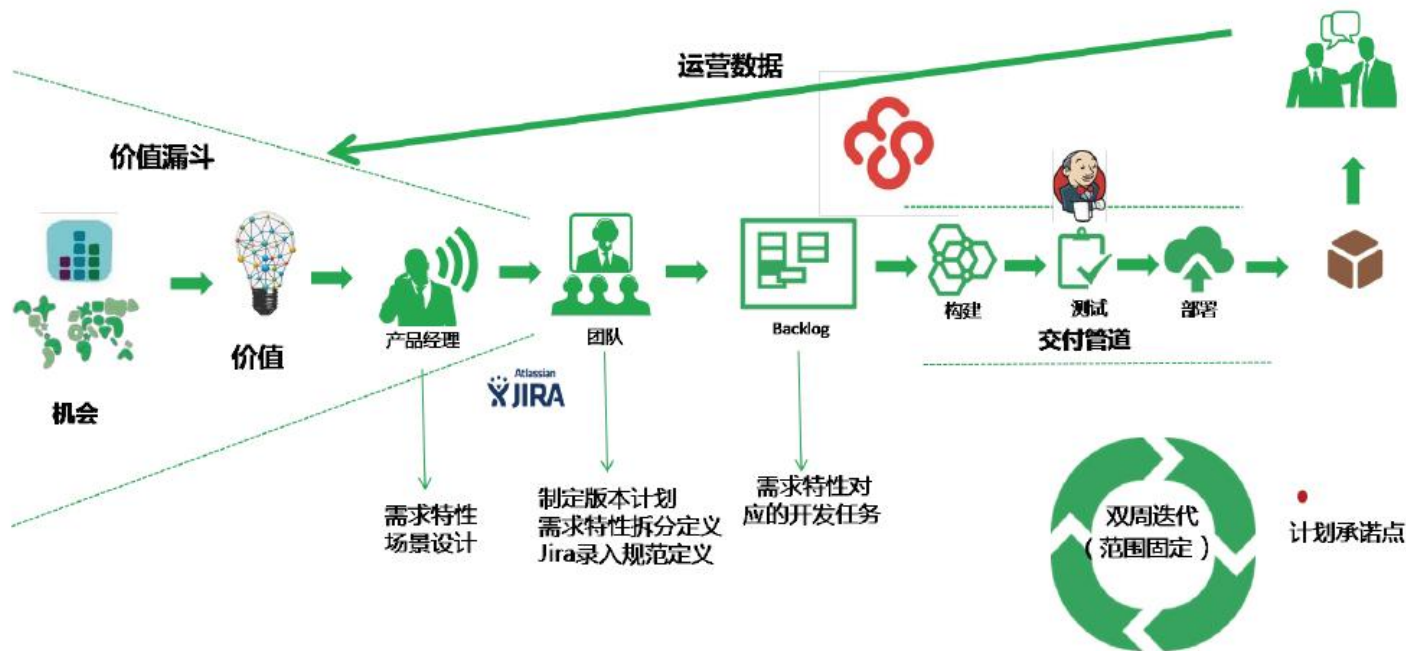 运营数据
价值漏斗
机会
价值
产品经理
团队
Backlog
构建
测试
部署
交付管道
Atlassian
JIRA
需求特性
场景设计
制定版本计划
需求特性拆分定义
Jira录入规范定义
需求特性对
应的开发任务
双周迭代
（范围固定）
计划承诺点